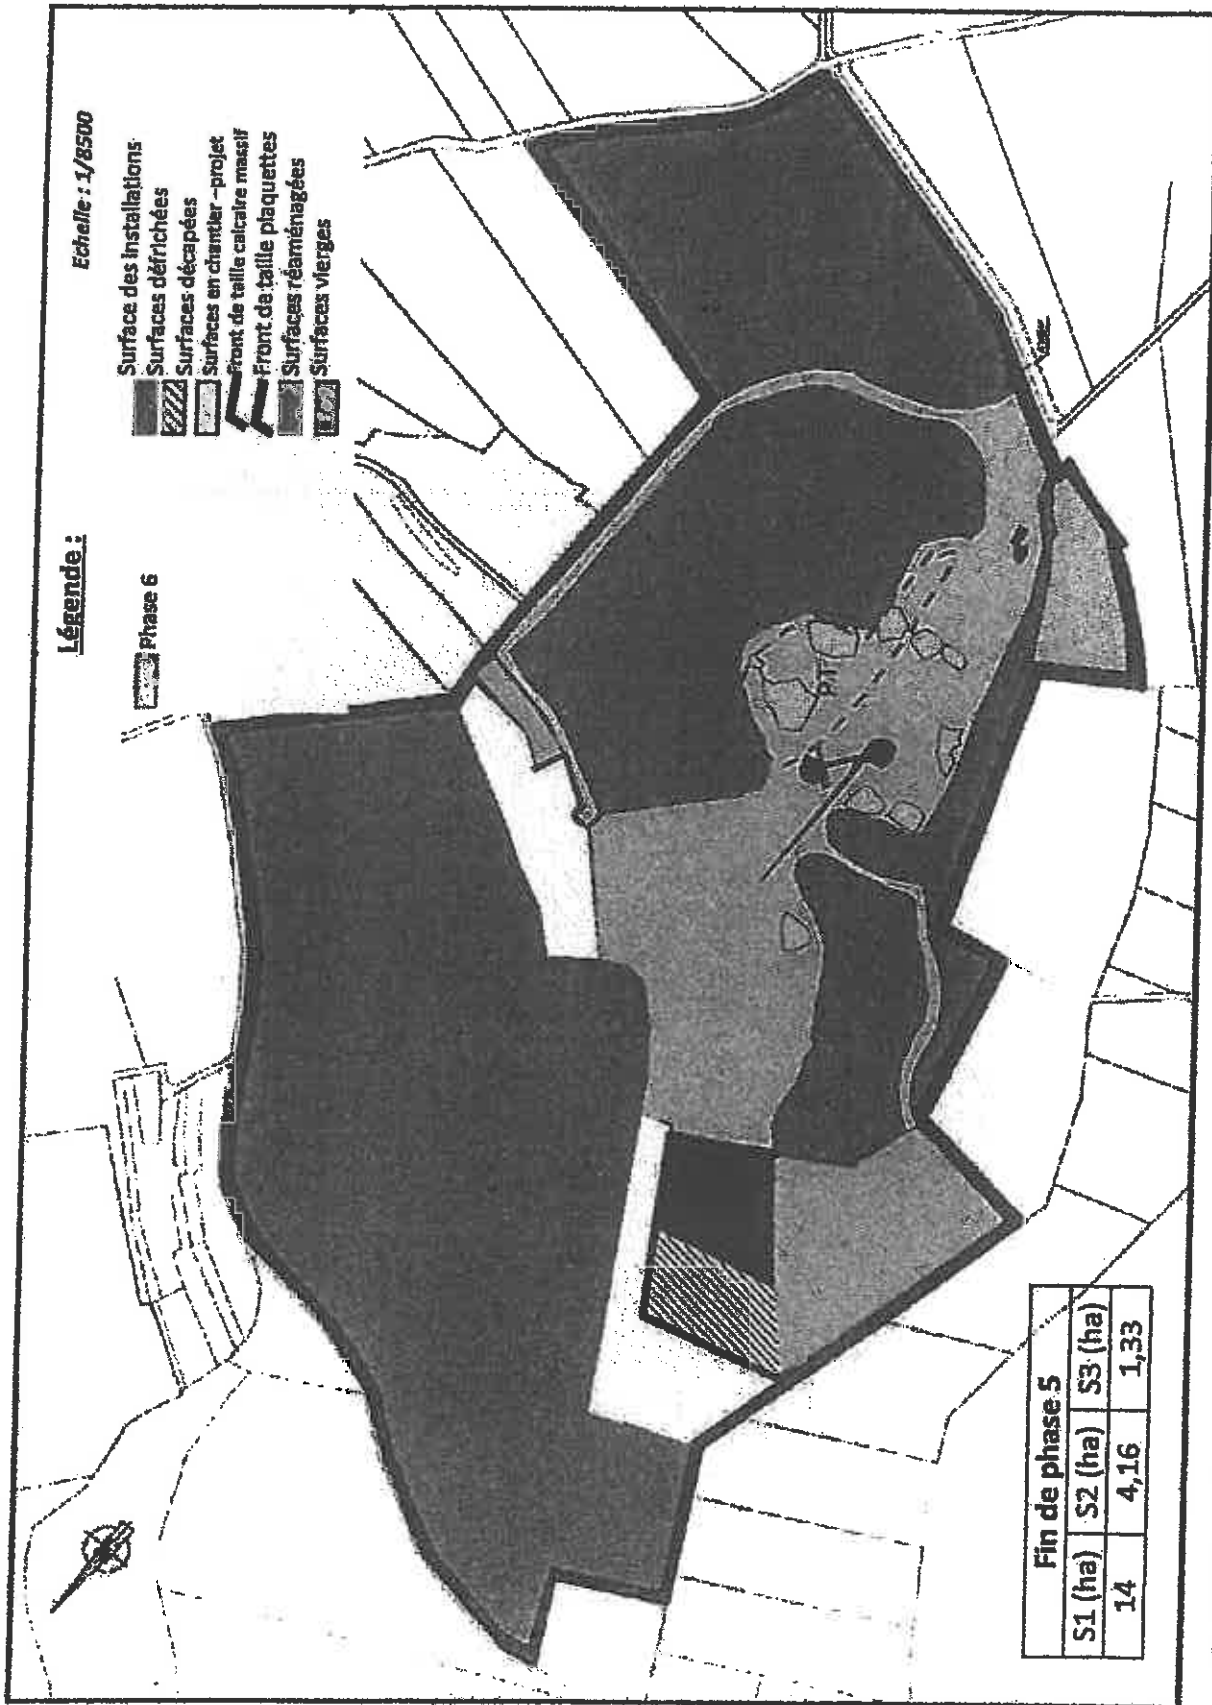 Echelle : 1/8500
Légende :
Surface des installations
Surfaces défrichées
Surfaces décapées
Surfaces en chantier -projet
Front de taille calcaire massif
Front de taille plaquettes
Surfaces réaménagées
Surfaces vierges
Phase 6
Fin de phase 5
S1 (ha) S2 (ha) S3 (ha)
14 4,16 1,33